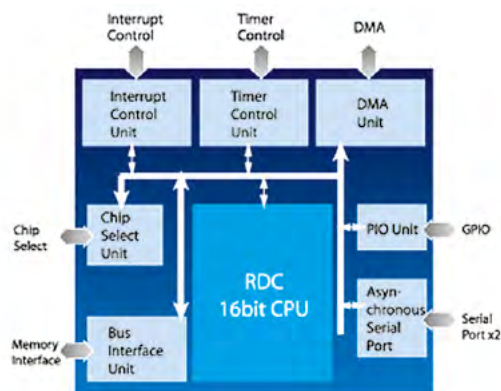 Interrupt
Control
Timer
Control
DMA
Interrupt
Control
Unit
Timer
Control
Unit
DMA
Unit
Chip
Select
Chip
Select
Unit
PIO Unit
GPIO
RDC
16bit CPU
Asyn-
chronous
Serial
Port
Serial
Port x2
Memory
Interface
Bus
Interface
Unit